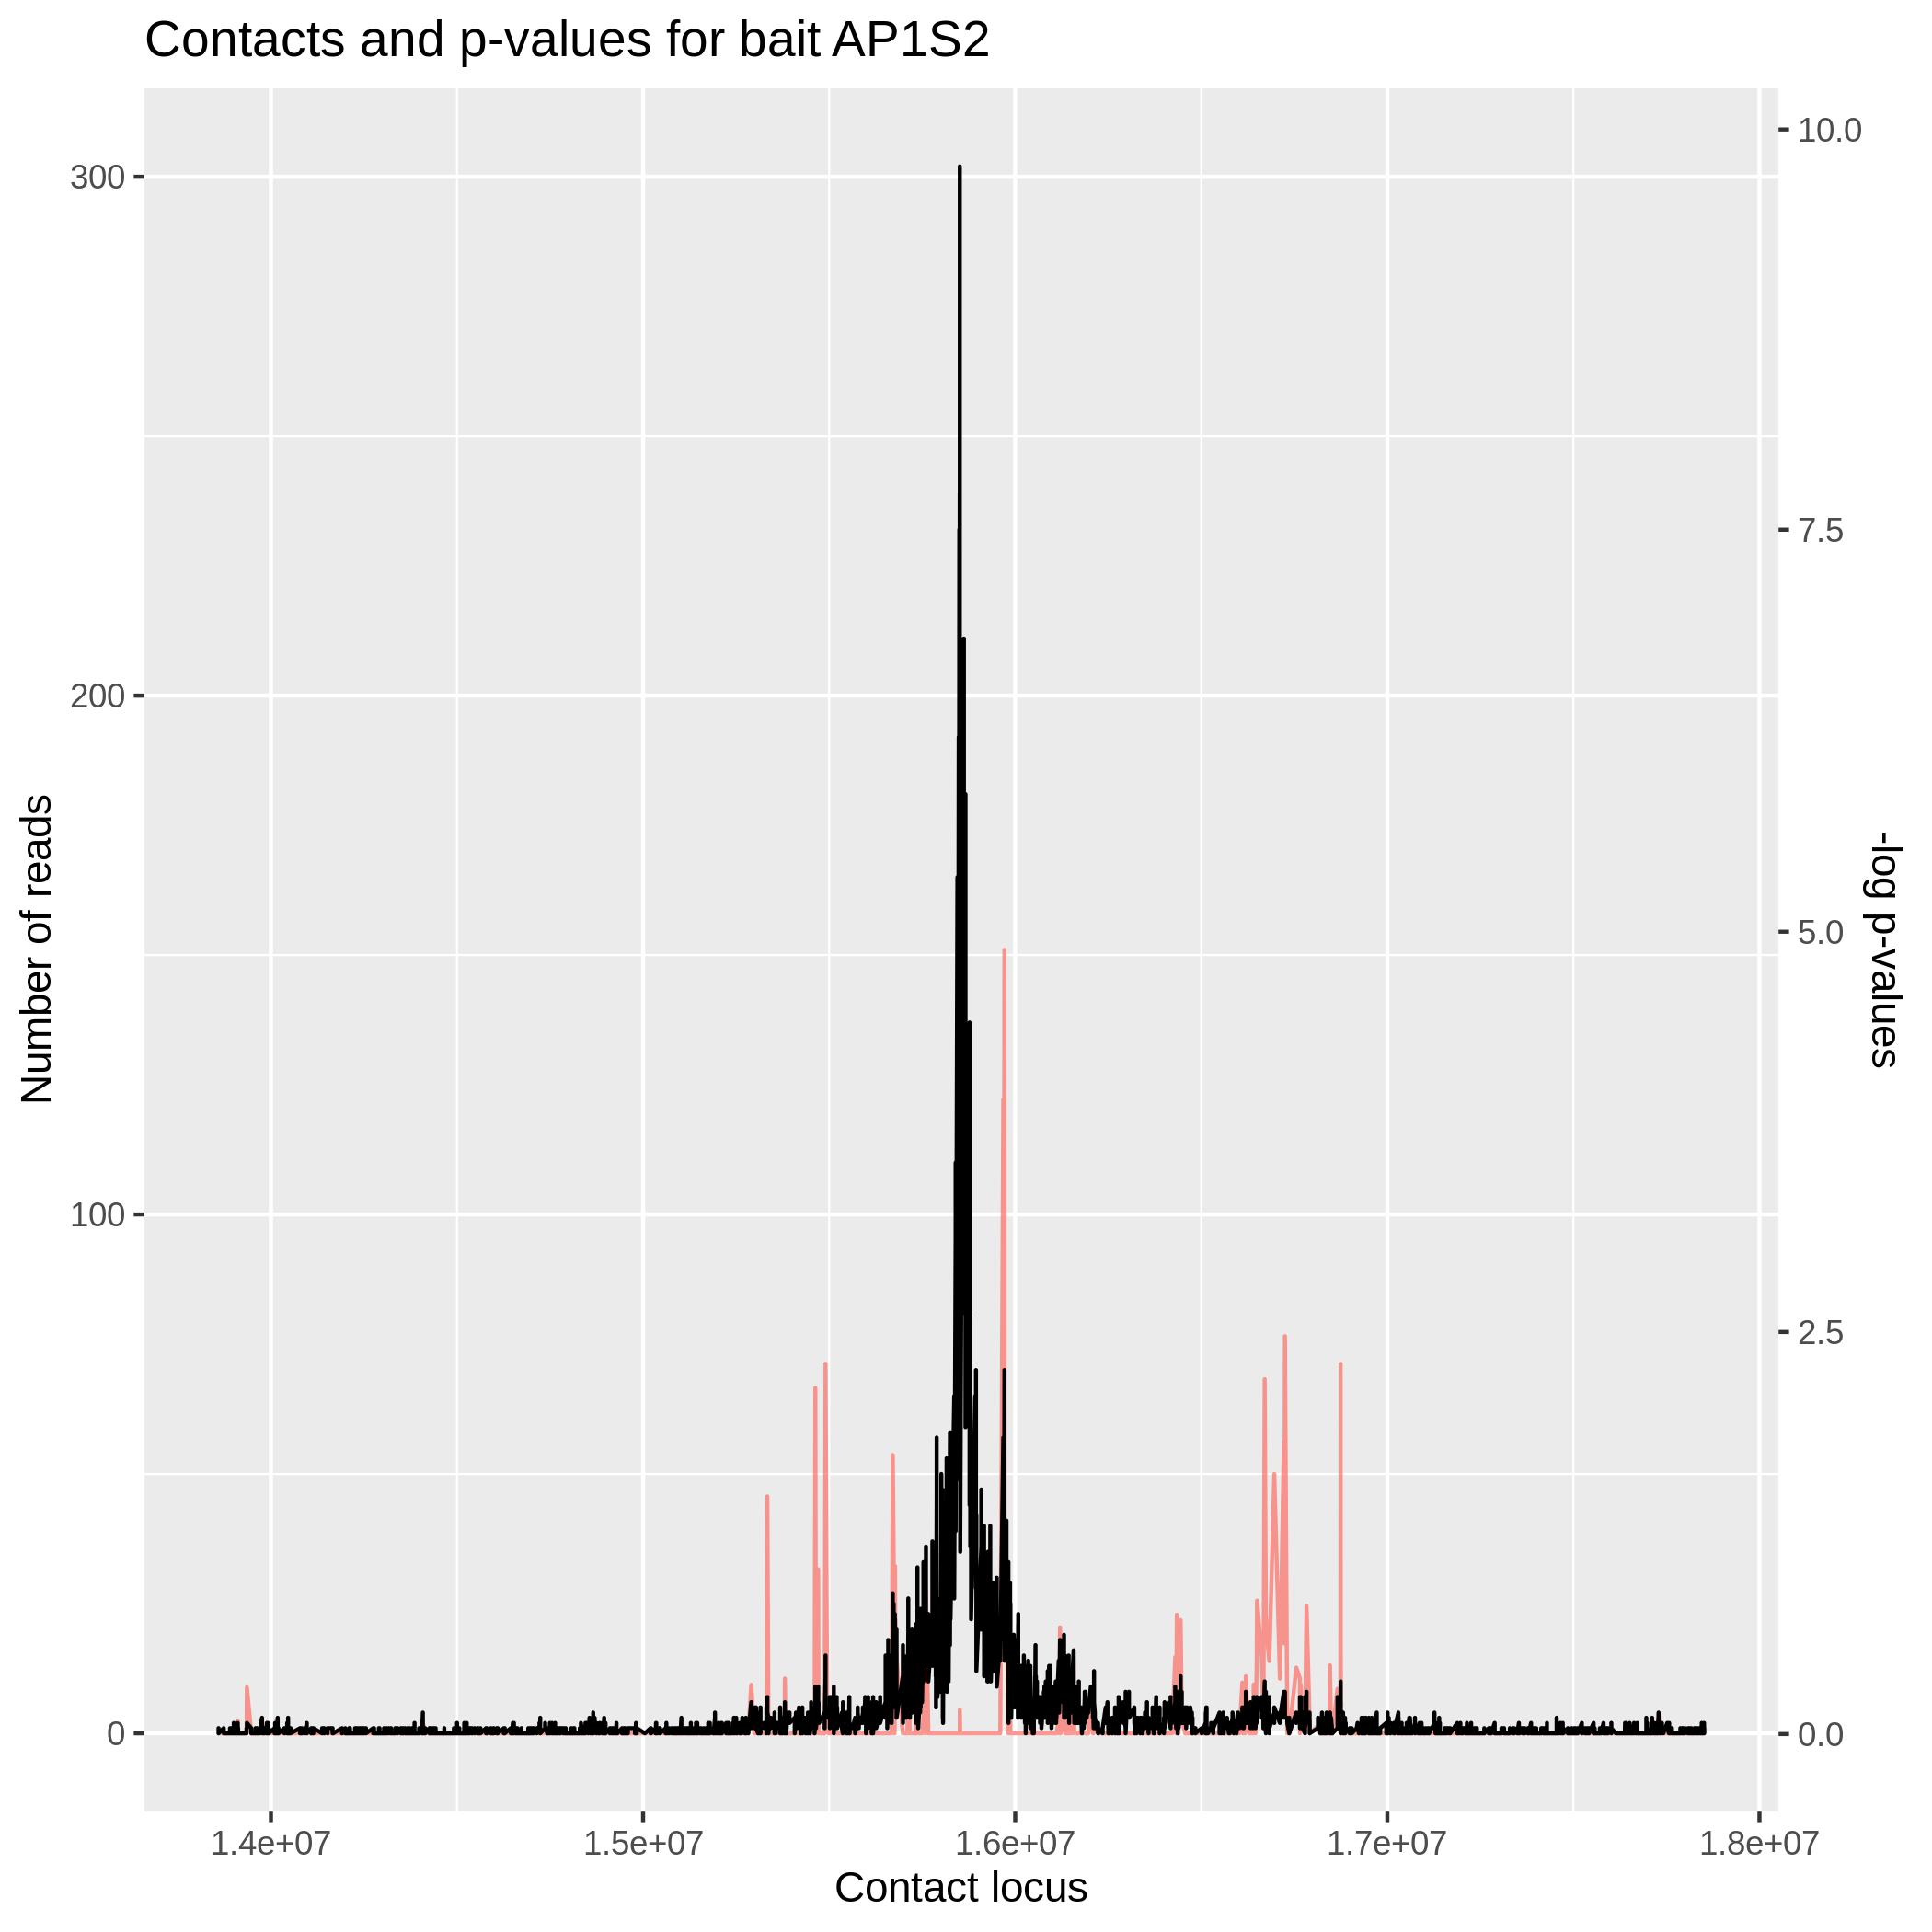 Contacts and p-values for bait AP1S2
300
200
100
0
Number of reads
10.0
7.5
5.0
2.5
0.0
-log p-values
1.4e+07
1.5e+07
1.6e+07
1.7e+07
1.8e+07
Contact locus